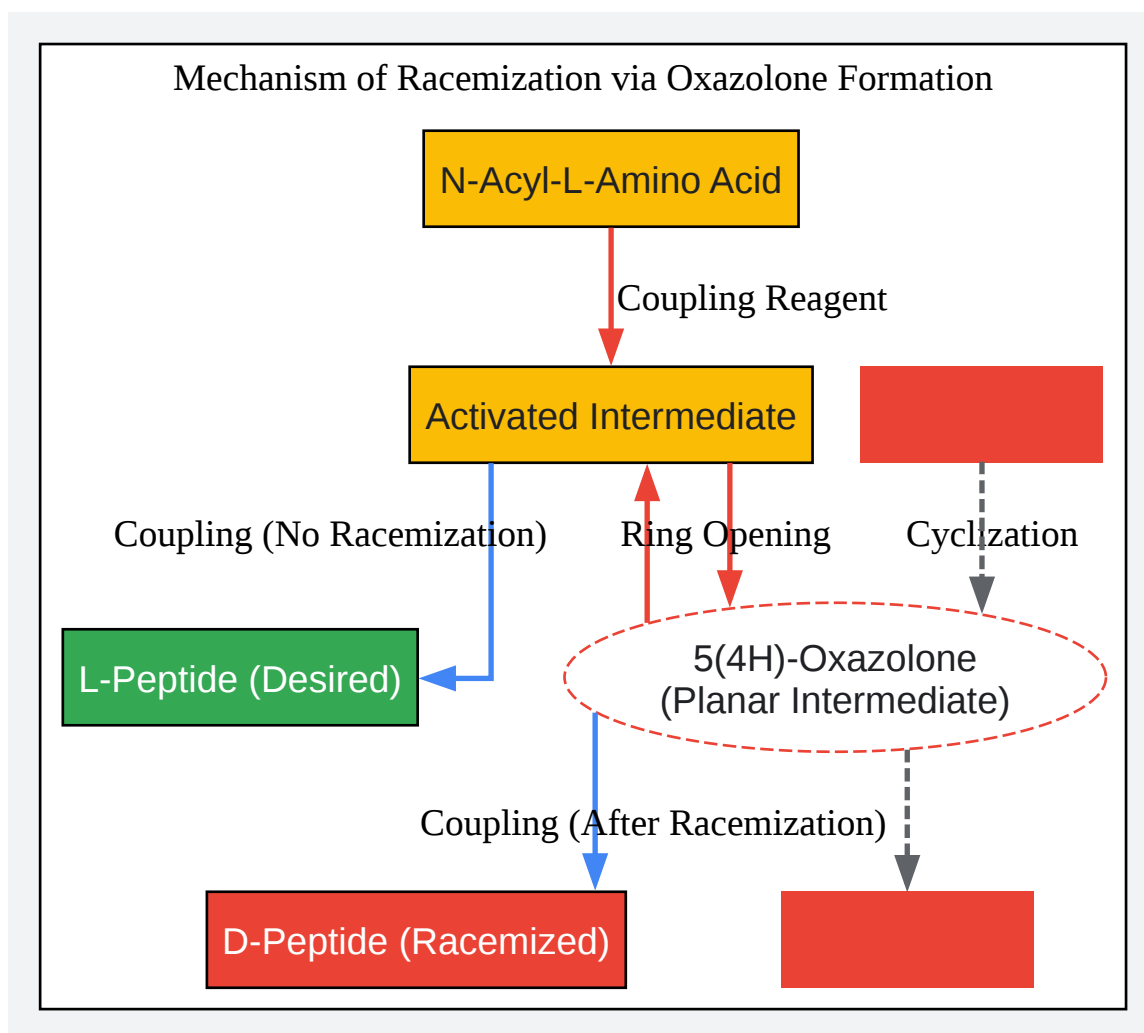 Mechanism of Racemization via Oxazolone Formation
N-Acyl-L-Amino Acid
Coupling Reagent
Activated Intermediate
Coupling (No Racemization)
Ring Opening
Cyclization
L-Peptide (Desired)
5(4H)-Oxazolone
(Planar Intermediate)
Coupling (After Racemization)
D-Peptide (Racemized)